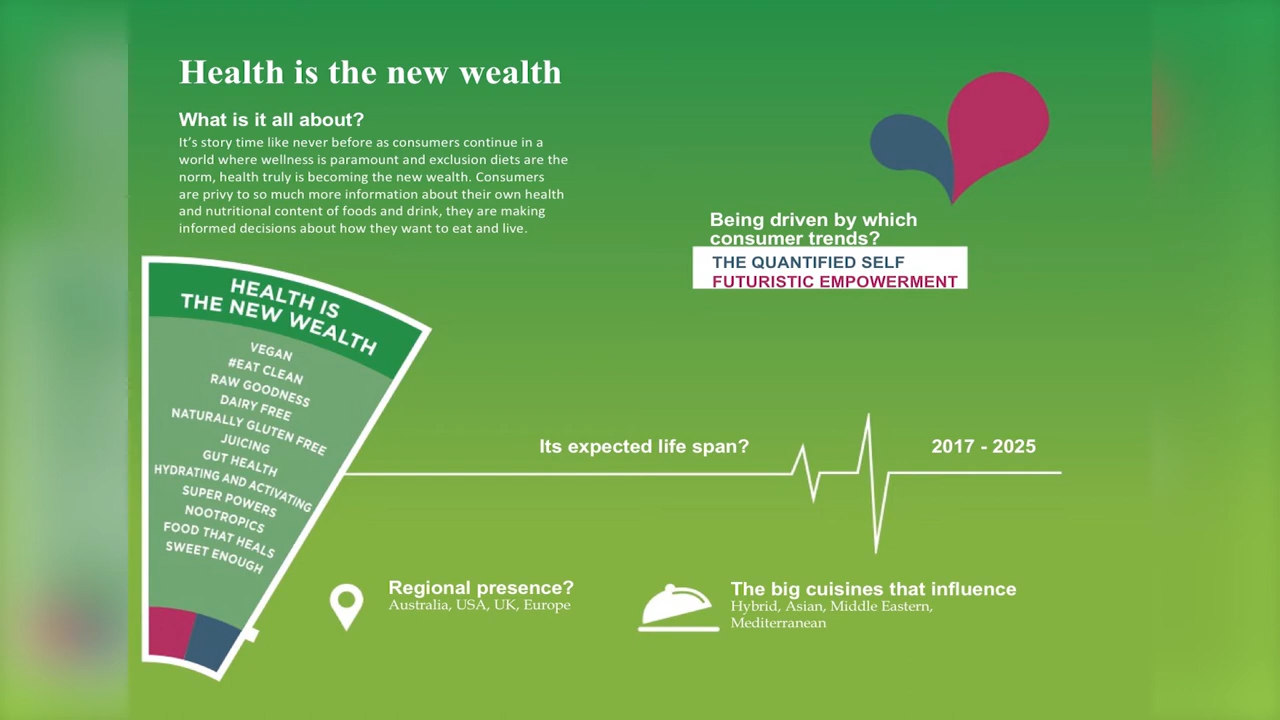 Health is the new wealth
What is it all about?
It's story time like never before as consumers continue in a
world where wellness is paramount and exclusion diets are the
norm, health truly is becoming the new wealth. Consumers
are privy to so much more information about their own health
and nutritional content of foods and drink, they are making
informed decisions about how they want to eat and live.
Being driven by which
consumer trends?
THE QUANTIFIED SELF
FUTURISTIC EMPOWERMENT
HEALTH IS
THE NEW WEALTH
VEGAN
#EAT CLEAN
RAW GOODNESS
DAIRY FREE
NATURALLY GLUTEN FREE
JUICING
GUT HEALTH
HYDRATING AND ACTIVATING
SUPER POWERS
NOOTROPICS
FOOD THAT HEALS
SWEET ENOUGH
Its expected life span?
2017 - 2025
Regional presence?
Australia, USA, UK, Europe
The big cuisines that influence
Hybrid, Asian, Middle Eastern,
Mediterranean